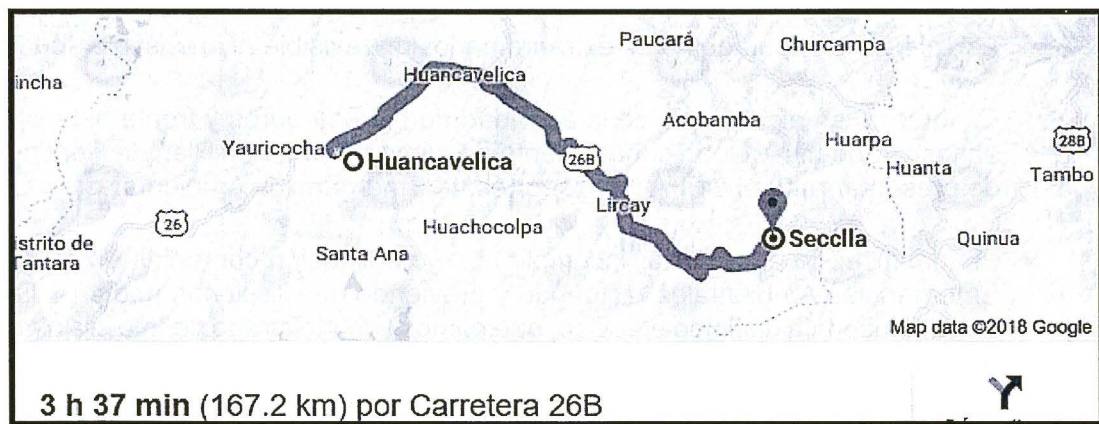 Paucará
Churcampa
incha
Huancavelica
Acobamba
28B
Yauricocha
Huancavelica
26B
Huarpa
Huanta
Tambo
Lircay
26
Huachocolpa
Secclla
Quinua
istrito de
Tantara
Santa Ana
Map data ©2018 Google
3 h 37 min (167.2 km) por Carretera 26B